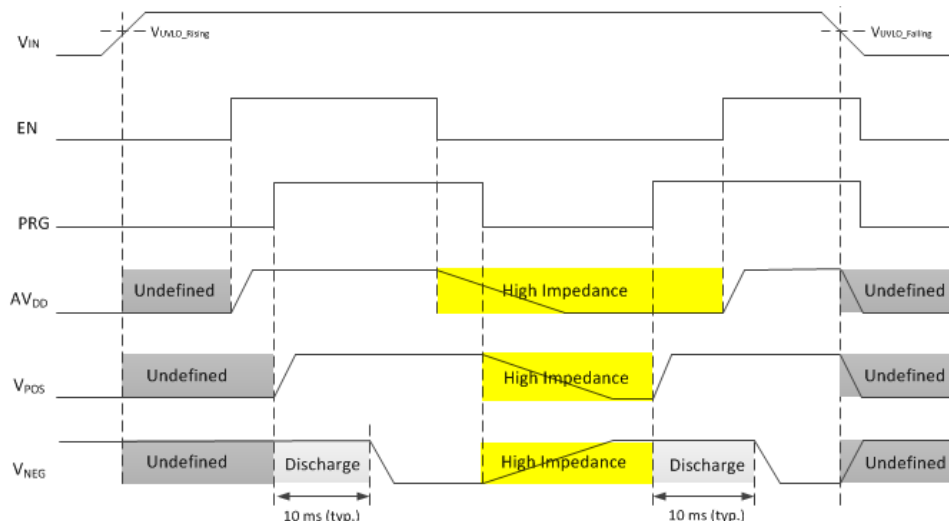 VIN
VUVLO_Rising
VUVLO_Falling
EN
PRG
AVDD
Undefined
High Impedance
Undefined
VPOS
Undefined
High Impedance
Undefined
VNEG
Undefined
Discharge
High Impedance
Discharge
Undefined
10 ms (typ.)
10 ms (typ.)